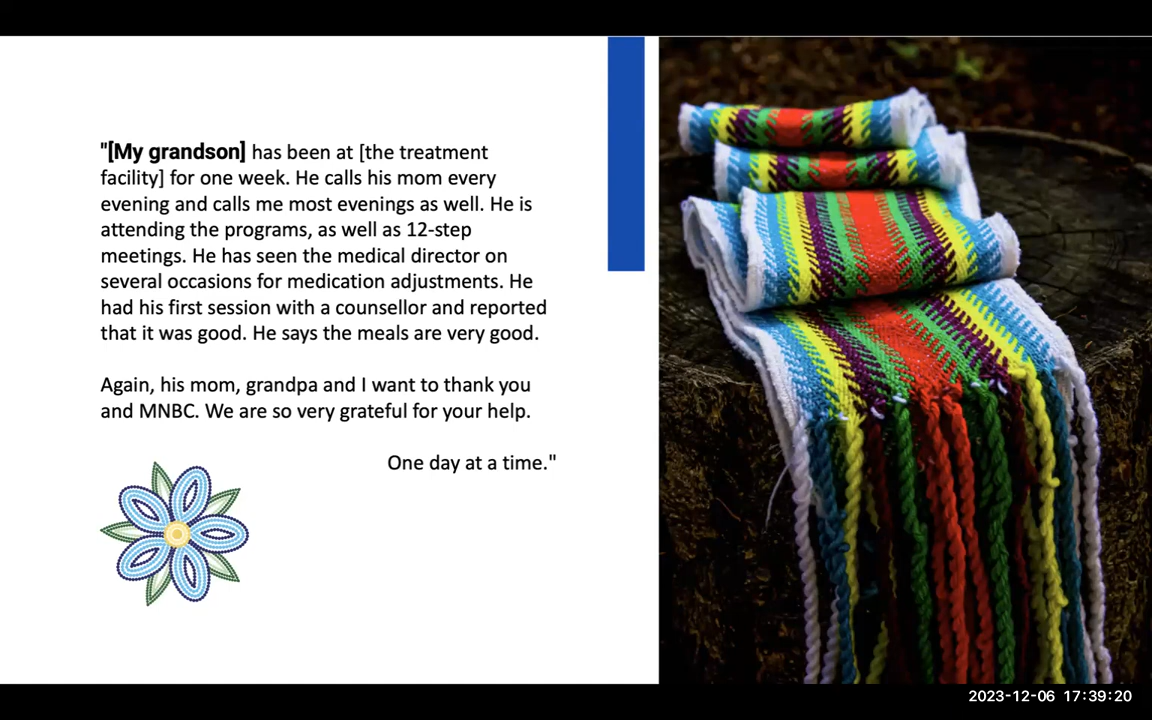 "[My grandson] has been at [the treatment
facility] for one week. He calls his mom every
evening and calls me most evenings as well. He is
attending the programs, as well as 12-step
meetings. He has seen the medical director on
several occasions for medication adjustments. He
had his first session with a counsellor and reported
that it was good. He says the meals are very good.
Again, his mom, grandpa and I want to thank you
and MNBC. We are so very grateful for your help.
One day at a time."
2023-12-06 17:39:20